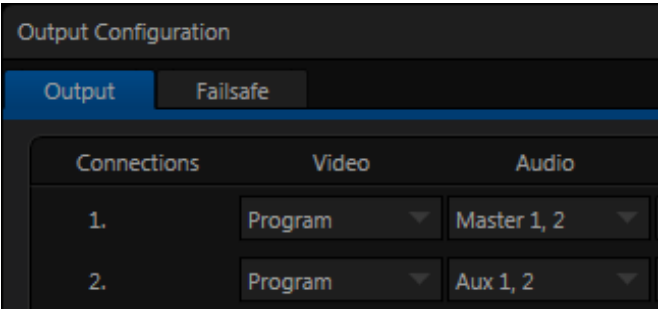 Output Configuration
Output Failsafe
Connections Video Audio
1. Program Master 1, 2
2. Program Aux 1, 2